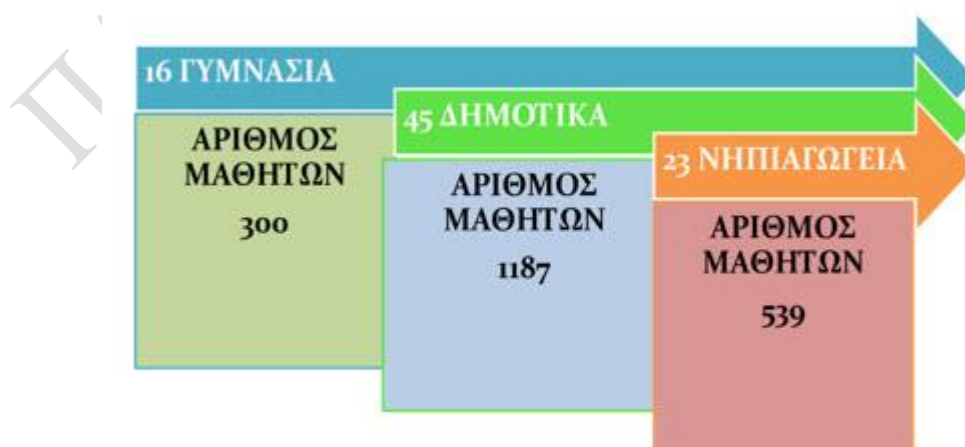 16 ΓΥΜΝΑΣΙΑ
ΑΡΙΘΜΟΣ
ΜΑΘΗΤΩΝ
300
45 ΔΗΜΟΤΙΚΑ
ΑΡΙΘΜΟΣ
ΜΑΘΗΤΩΝ
1187
23 ΝΗΠΙΑΓΩΓΕΙΑ
ΑΡΙΘΜΟΣ
ΜΑΘΗΤΩΝ
539